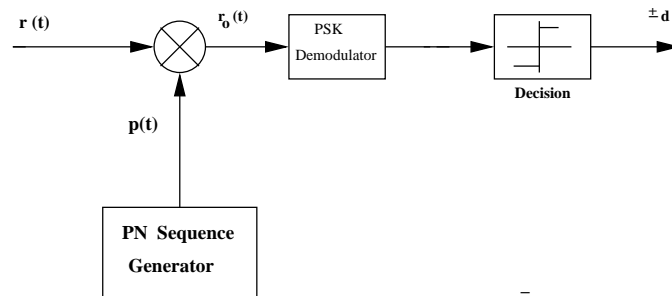 r (t)
r₀ (t)
PSK
Demodulator
± d
Decision
p(t)
PN Sequence
Generator